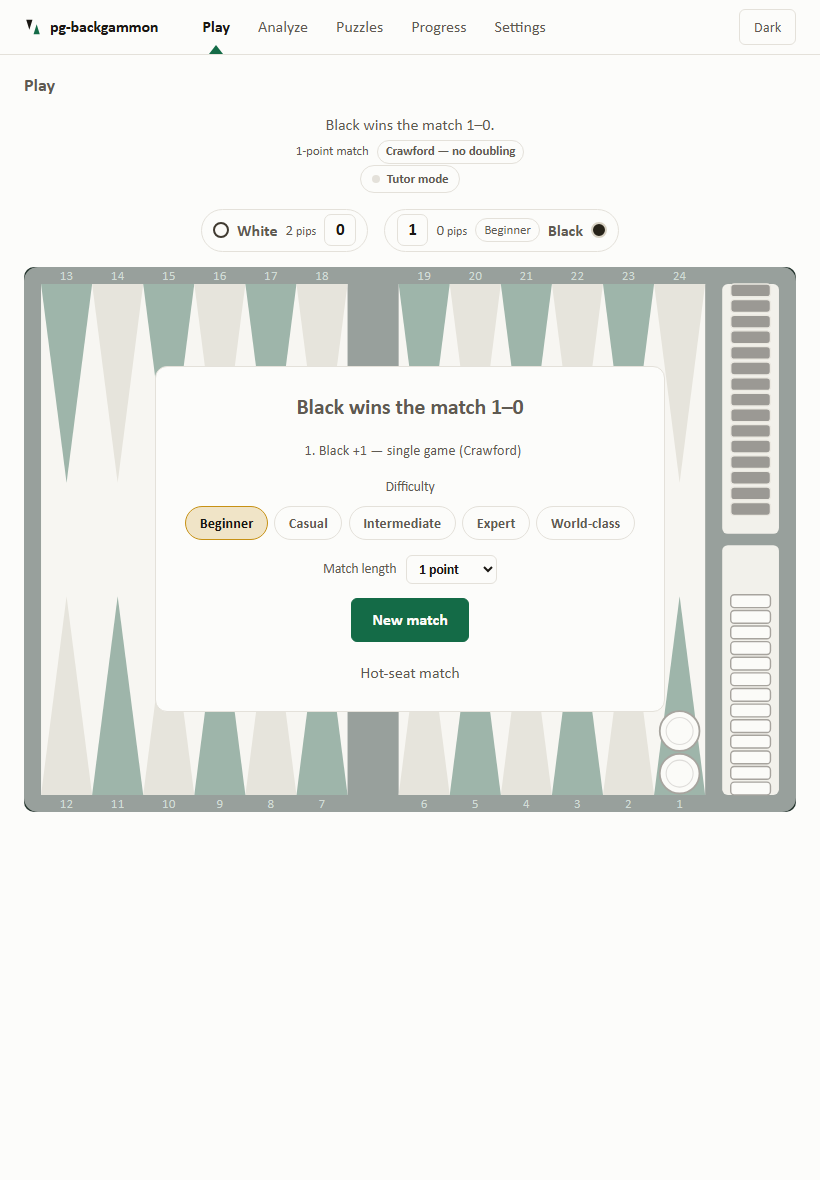 pg-backgammon Play Analyze Puzzles Progress Settings Dark
Play
Black wins the match 1–0.
1-point match Crawford — no doubling
Tutor mode
White 2 pips 0 1 0 pips Beginner Black
13 14 15 16 17 18 19 20 21 22 23 24
Black wins the match 1–0
1. Black +1 — single game (Crawford)
Difficulty
Beginner Casual Intermediate Expert World-class
Match length 1 point
New match
Hot-seat match
12 11 10 9 8 7 6 5 4 3 2 1